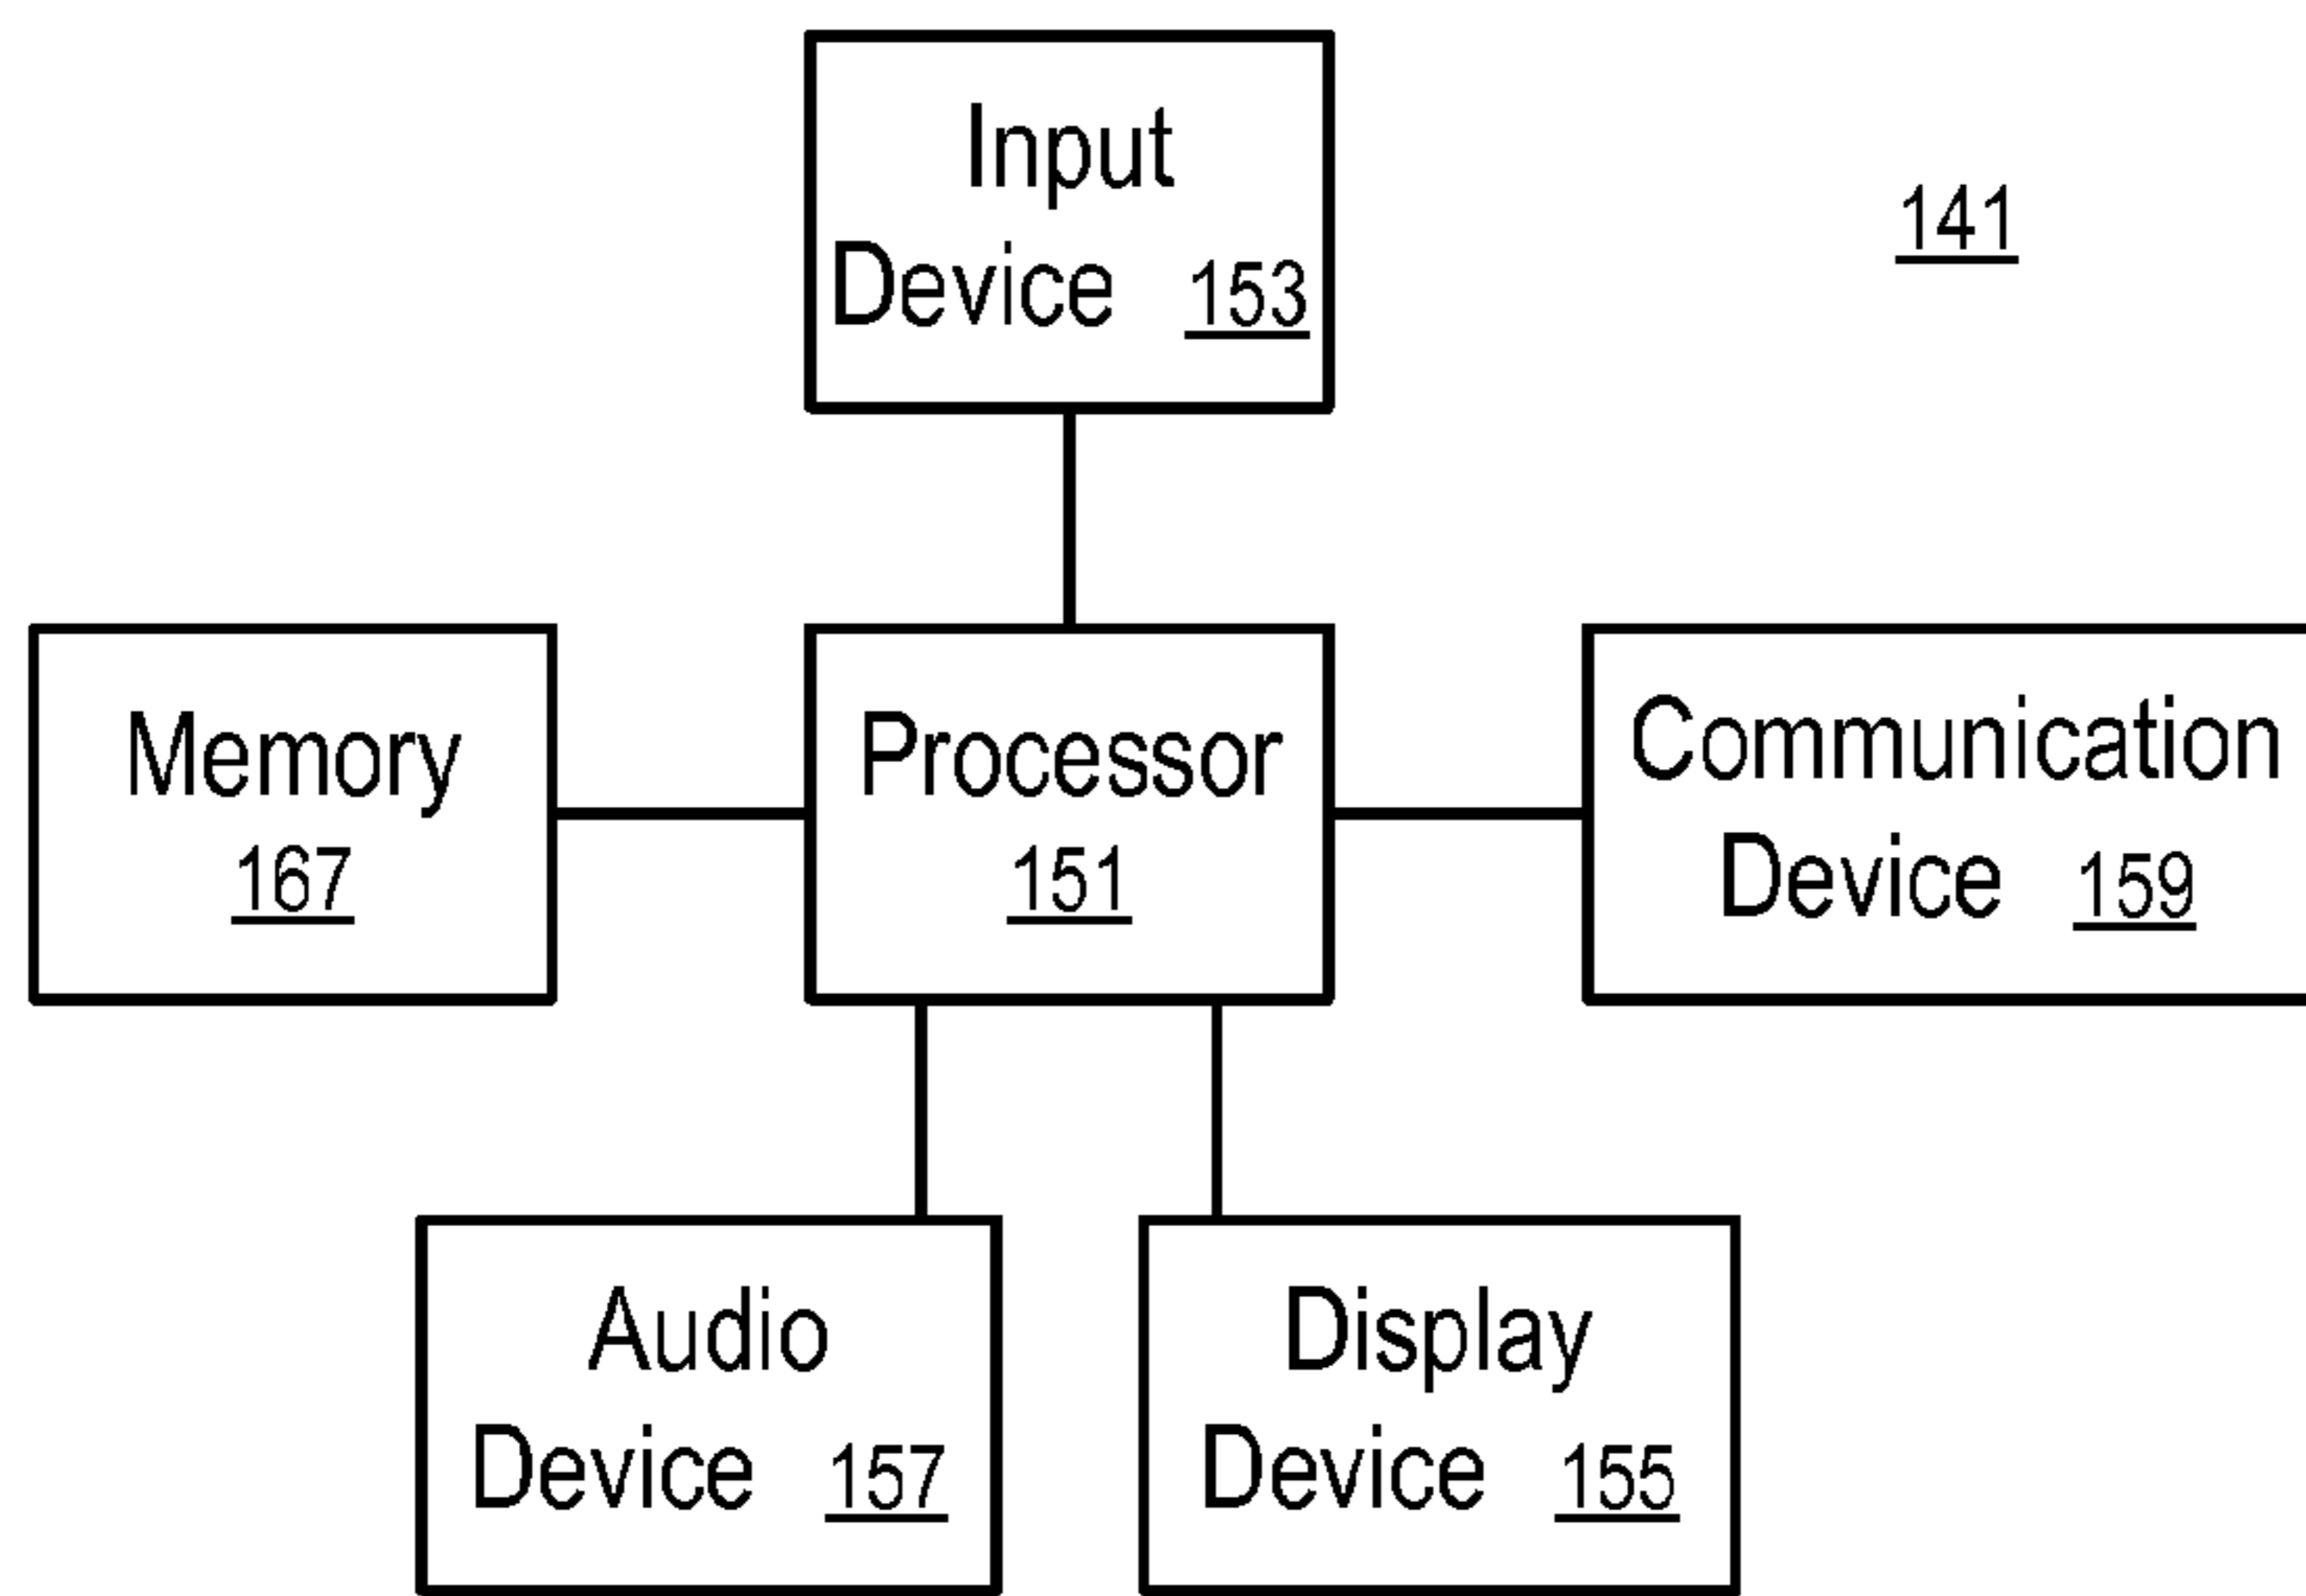 Input
Device 153
141
Memory
167
Processor
151
Communication
Device 159
Audio
Device 157
Display
Device 155